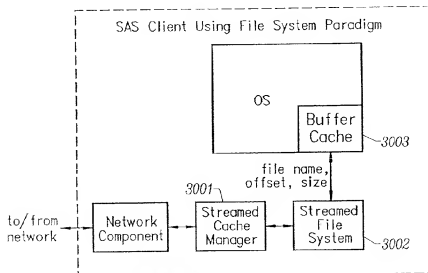 SAS Client Using File System Paradigm
OS
Buffer
Cache
3003
file name,
offset, size
3001
to/from
network
Network
Component
Streamed
Cache
Manager
Streamed
File
System
3002